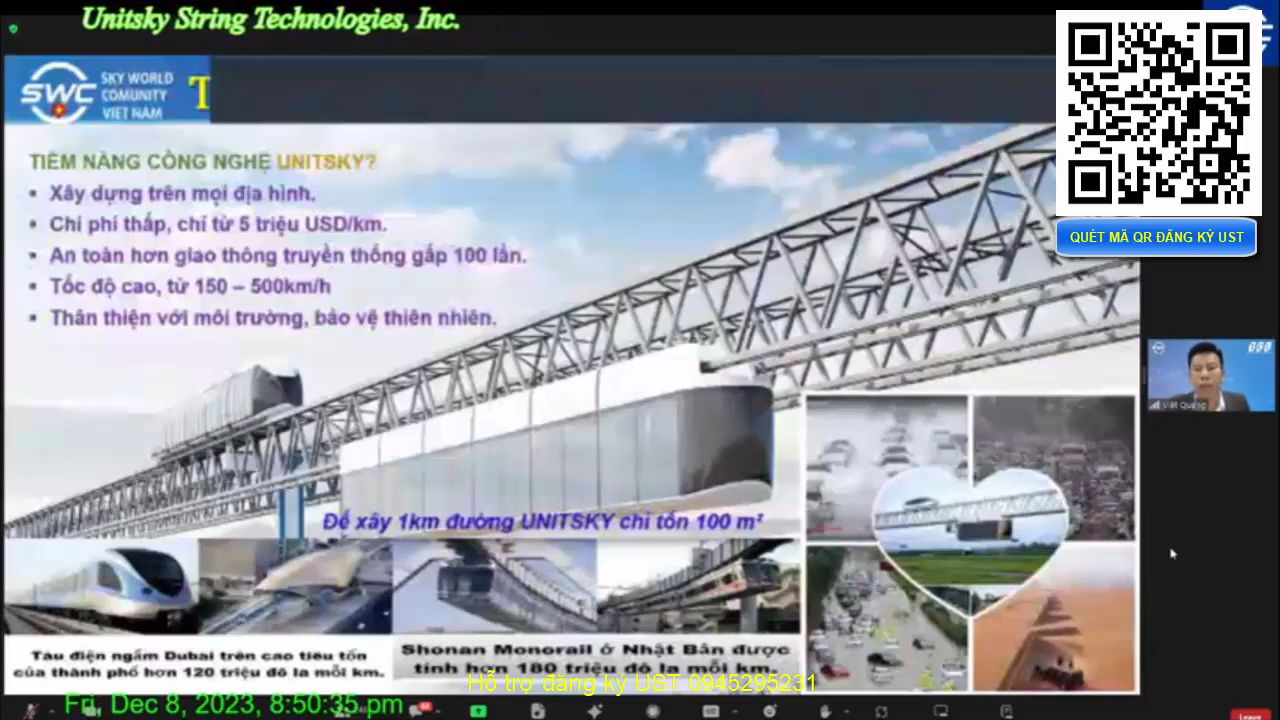 Unitsky String Technologies, Inc.
SWC
SKY WORLD
COMUNITY
VIET NAM
T
TIỀM NĂNG CÔNG NGHỆ UNITSKY?
▪ Xây dựng trên mọi địa hình.
▪ Chi phí thấp, chỉ từ 5 triệu USD/km.
▪ An toàn hơn giao thông truyền thống gấp 100 lần.
▪ Tốc độ cao, từ 150 – 500km/h
▪ Thân thiện với môi trường, bảo vệ thiên nhiên.
QUÉT MÃ QR ĐĂNG KÝ UST
Việt Quang
Để xây 1km đường UNITSKY chỉ tốn 100 m²
Tàu điện ngầm Dubai trên cao tiêu tốn
của thành phố hơn 120 triệu đô la mỗi km.
Shonan Monorail ở Nhật Bản được
tính hơn 180 triệu đô la mỗi km.
Hỗ trợ đăng ký UST 0945295231
Fri, Dec 8, 2023, 8:50:35 pm
Leave